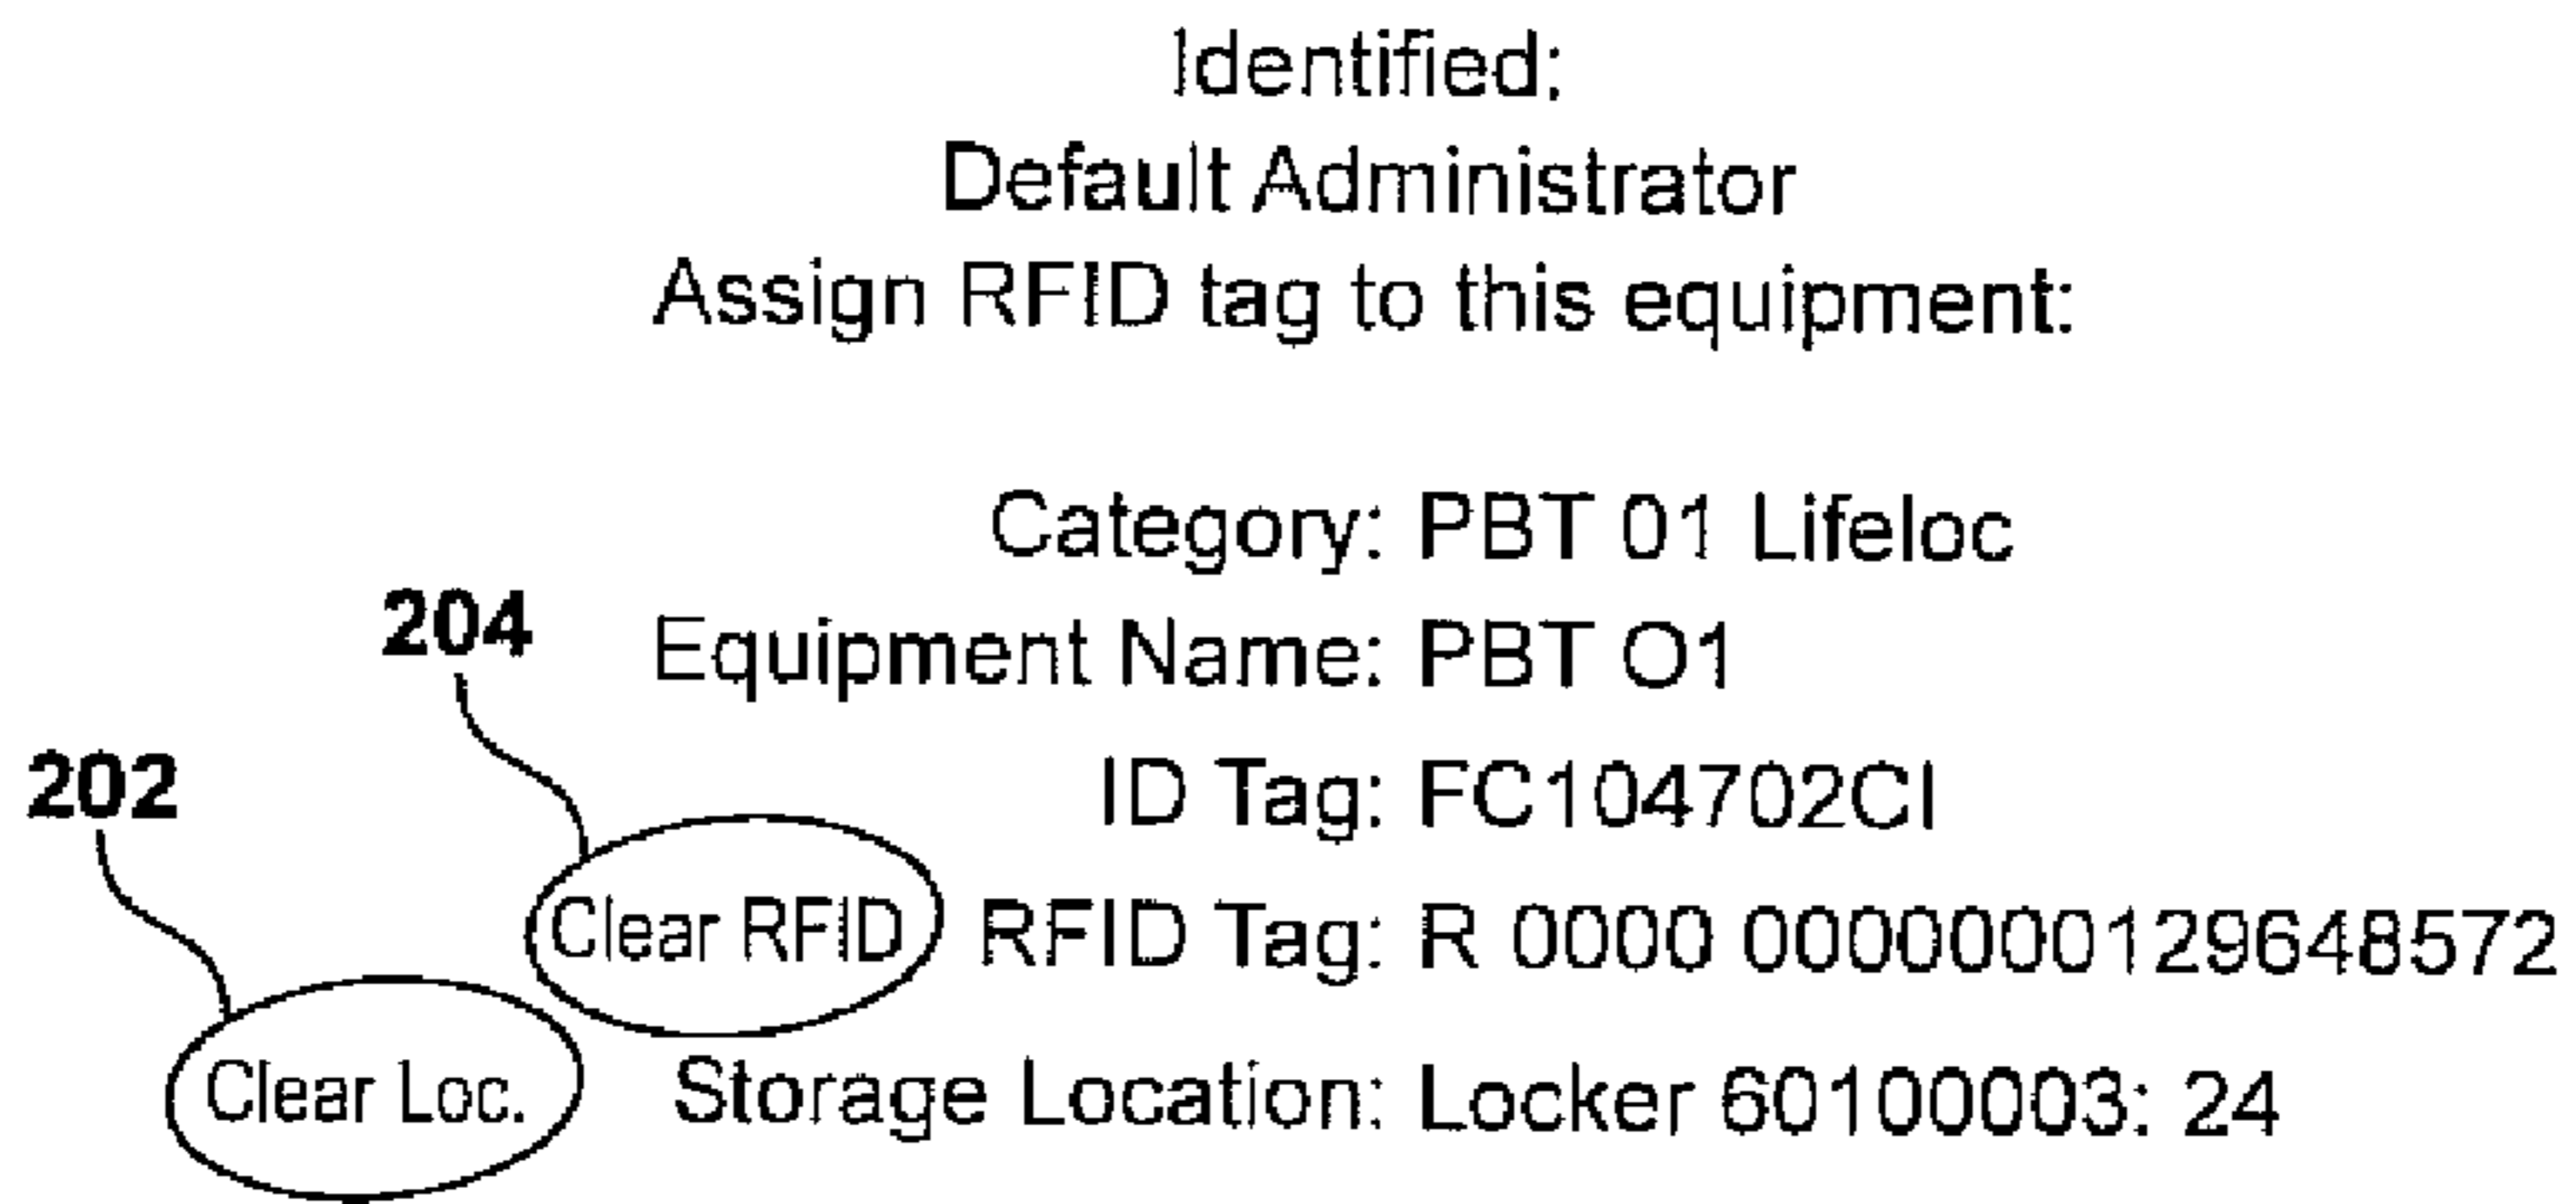 Identified:
Default Administrator
Assign RFID tag to this equipment:
Category: PBT 01 Lifeloc
204
Equipment Name: PBT O1
202
ID Tag: FC104702CI
Clear RFID RFID Tag: R 0000 0000000129648572
Clear Loc. Storage Location: Locker 60100003: 24